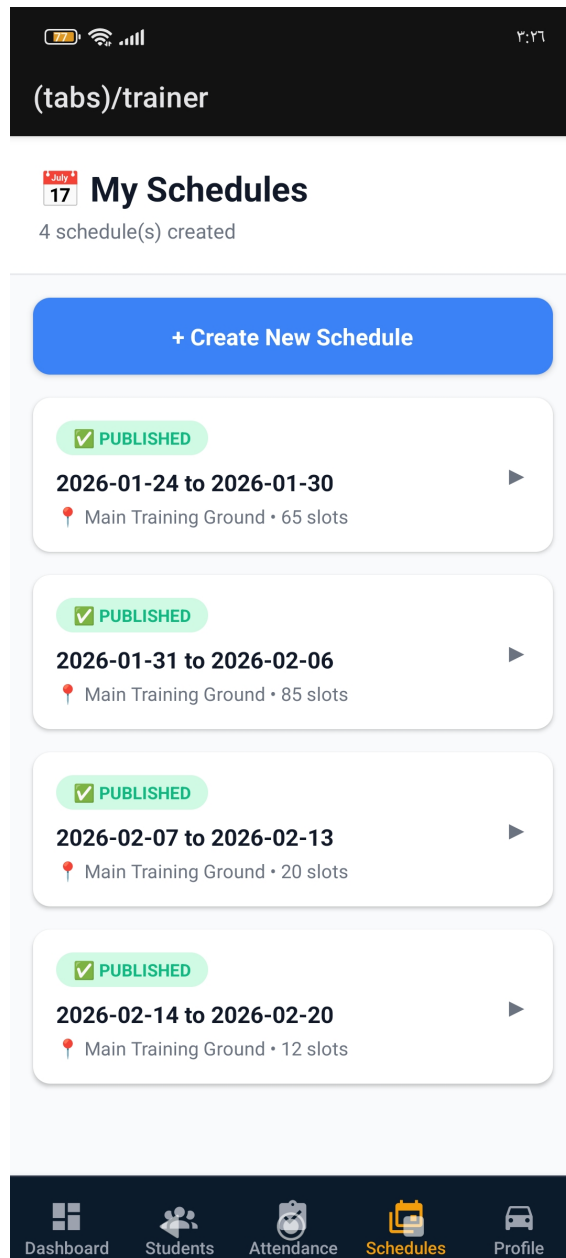 77 ٣:٢٦
(tabs)/trainer
July 17 My Schedules
4 schedule(s) created
+ Create New Schedule
✅ PUBLISHED
2026-01-24 to 2026-01-30
📍 Main Training Ground • 65 slots
✅ PUBLISHED
2026-01-31 to 2026-02-06
📍 Main Training Ground • 85 slots
✅ PUBLISHED
2026-02-07 to 2026-02-13
📍 Main Training Ground • 20 slots
✅ PUBLISHED
2026-02-14 to 2026-02-20
📍 Main Training Ground • 12 slots
Dashboard Students Attendance Schedules Profile